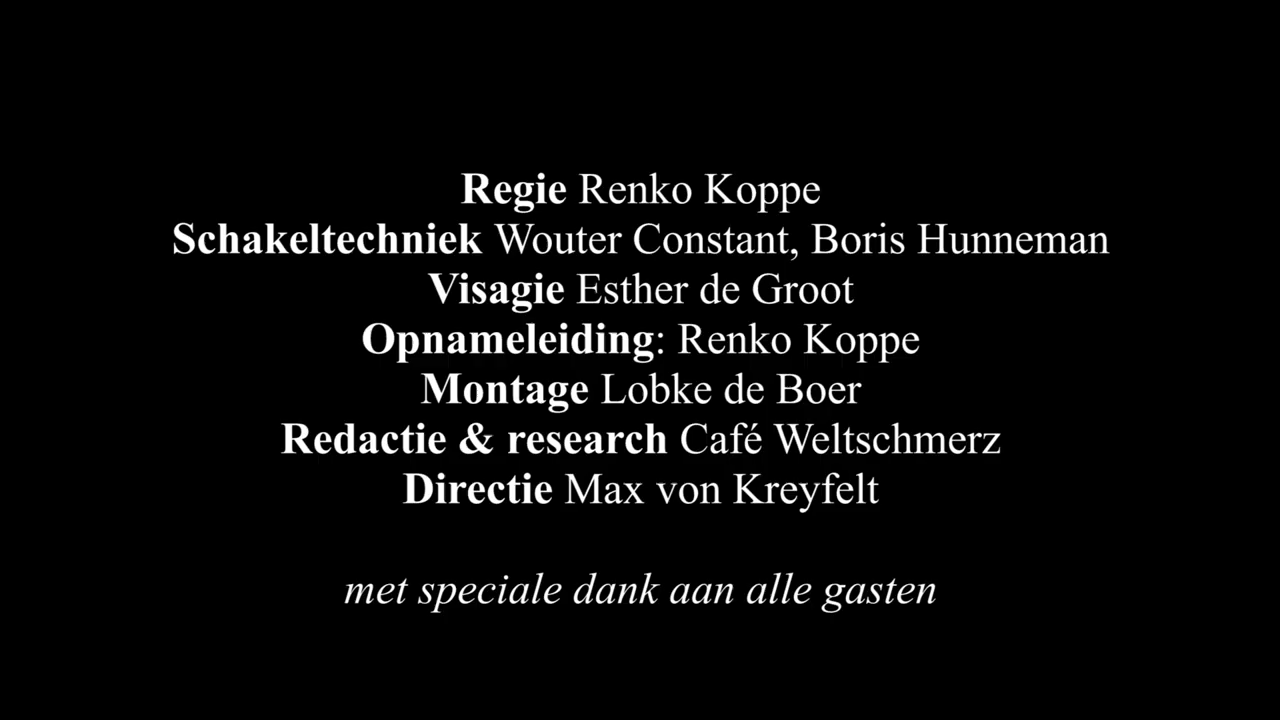 Regie Renko Koppe
Schakeltechniek Wouter Constant, Boris Hunneman
Visagie Esther de Groot
Opnameleiding: Renko Koppe
Montage Lobke de Boer
Redactie & research Café Weltschmerz
Directie Max von Kreyfelt
met speciale dank aan alle gasten